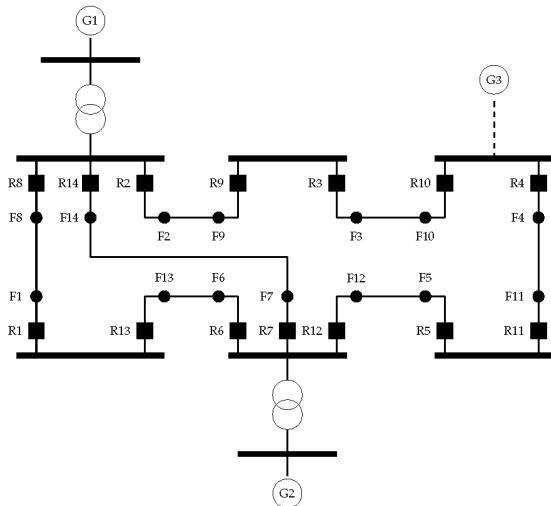 G1
G3
R8 R14 R2 R9 R3 R10 R4
F8 F14 F2 F9 F3 F10 F4
F13 F6 F12 F5
F1 F7 F11
R1 R13 R6 R7 R12 R5 R11
G2